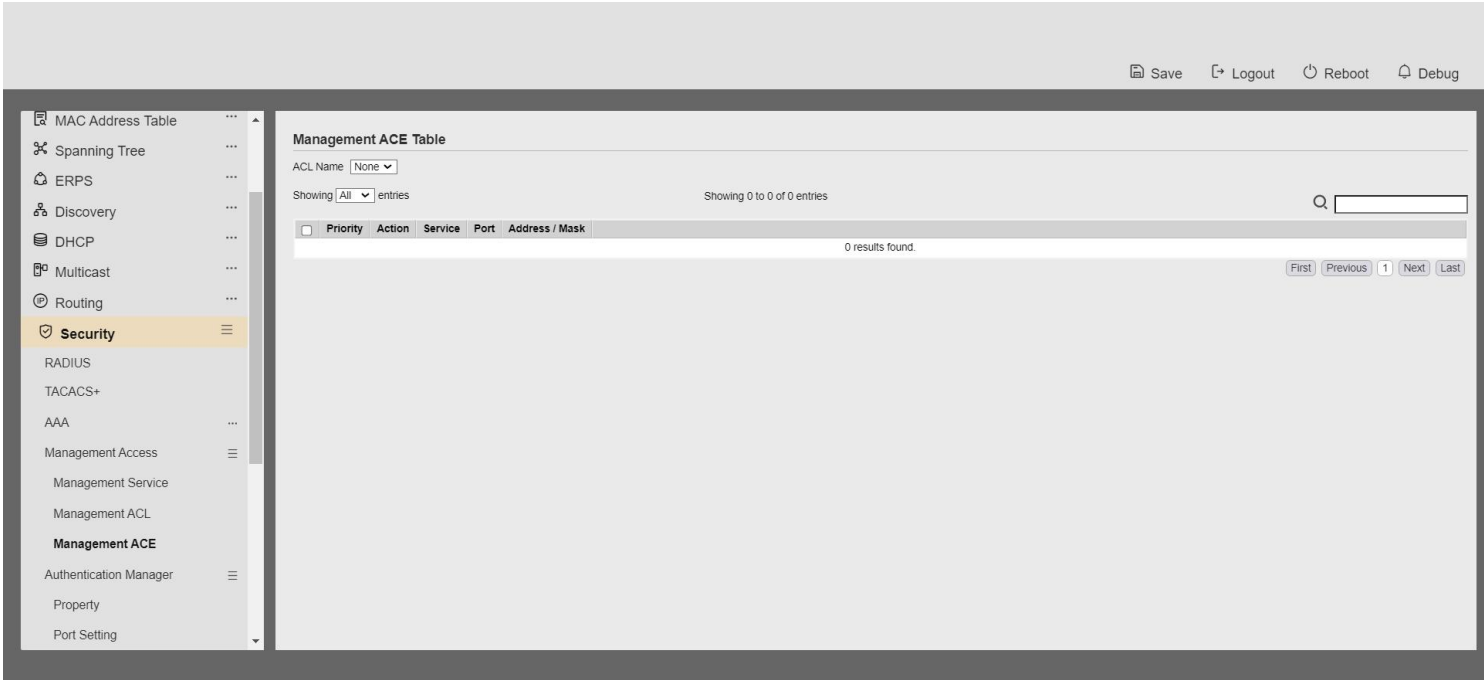 Save Logout Reboot Debug
MAC Address Table ...
Spanning Tree ...
ERPS ...
Discovery ...
DHCP ...
Multicast ...
Routing ...
Security
RADIUS
TACACS+
AAA ...
Management Access
Management Service
Management ACL
Management ACE
Authentication Manager
Property
Port Setting
Management ACE Table
ACL Name None
Showing All entries Showing 0 to 0 of 0 entries
Priority Action Service Port Address / Mask
0 results found.
First Previous 1 Next Last